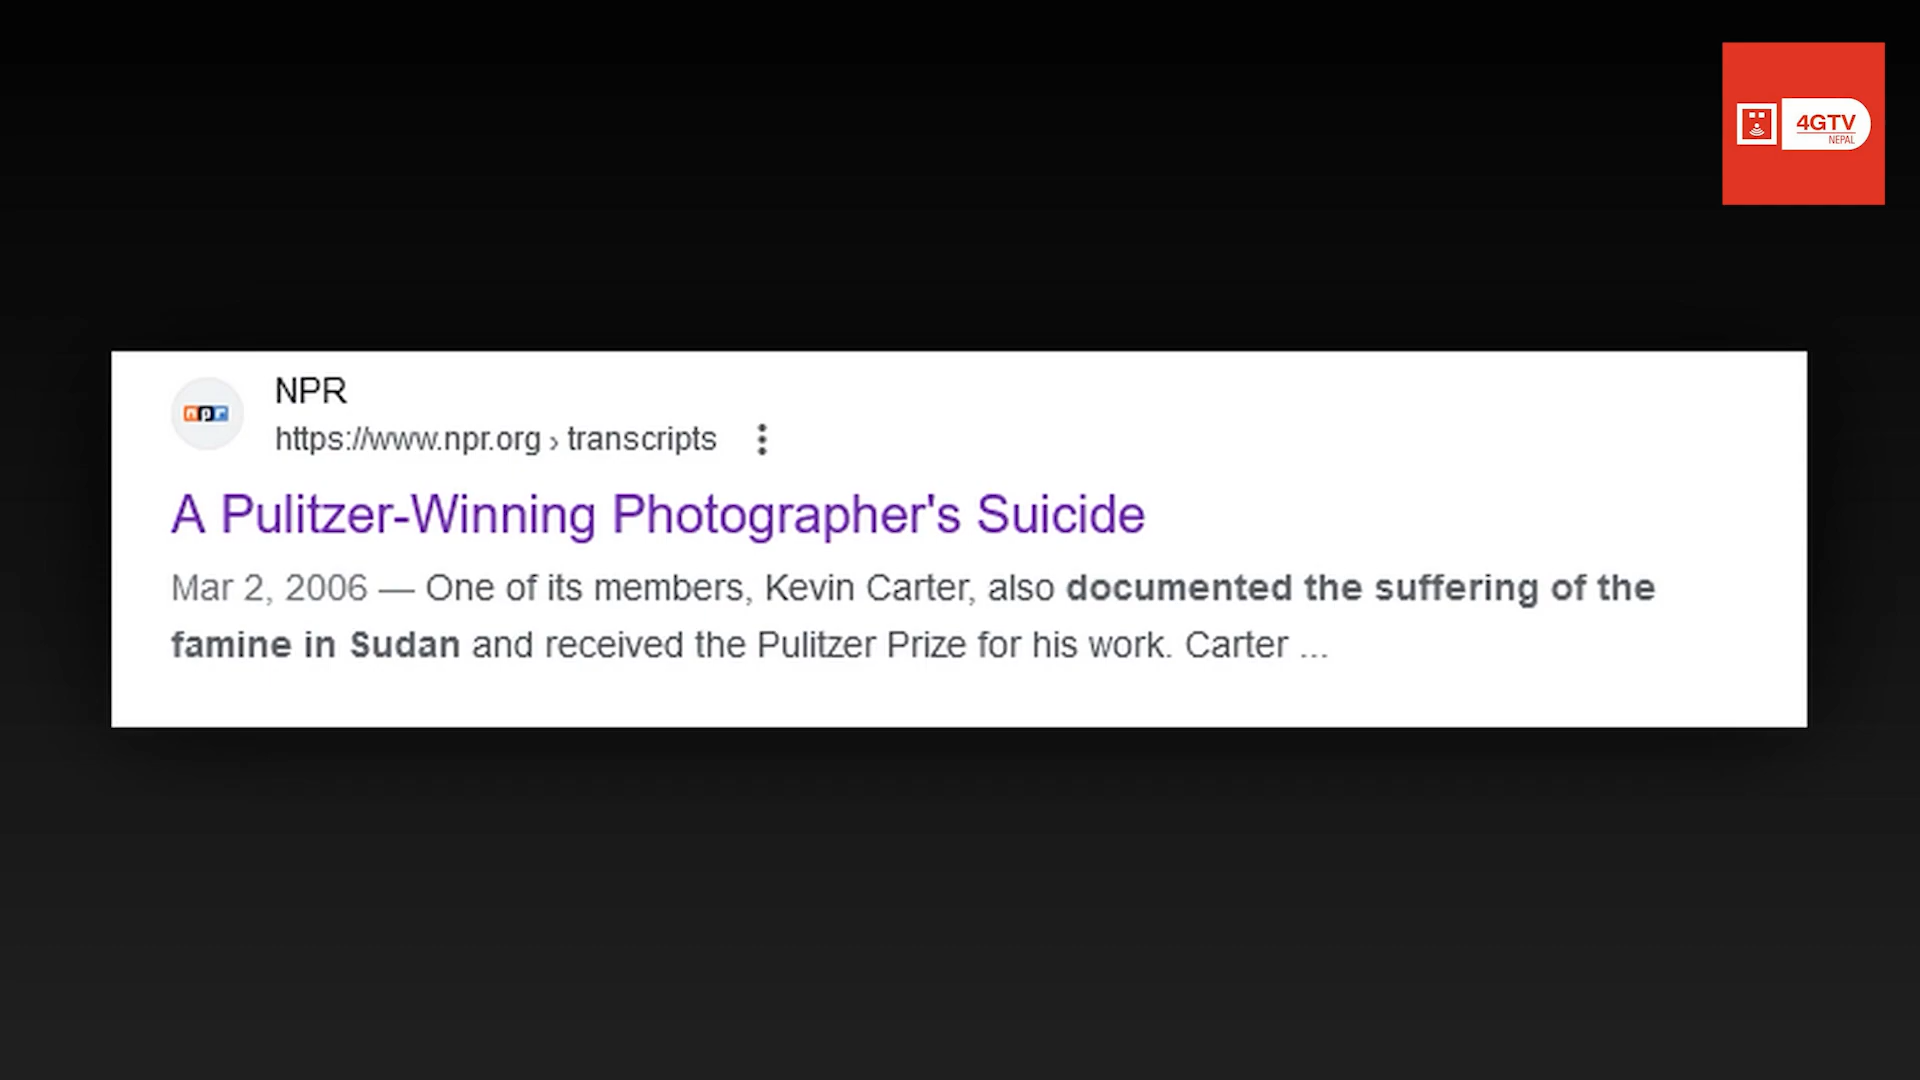 4GTV
NEPAL
npr
NPR
https://www.npr.org › transcripts
A Pulitzer-Winning Photographer's Suicide
Mar 2, 2006 — One of its members, Kevin Carter, also documented the suffering of the
famine in Sudan and received the Pulitzer Prize for his work. Carter ...